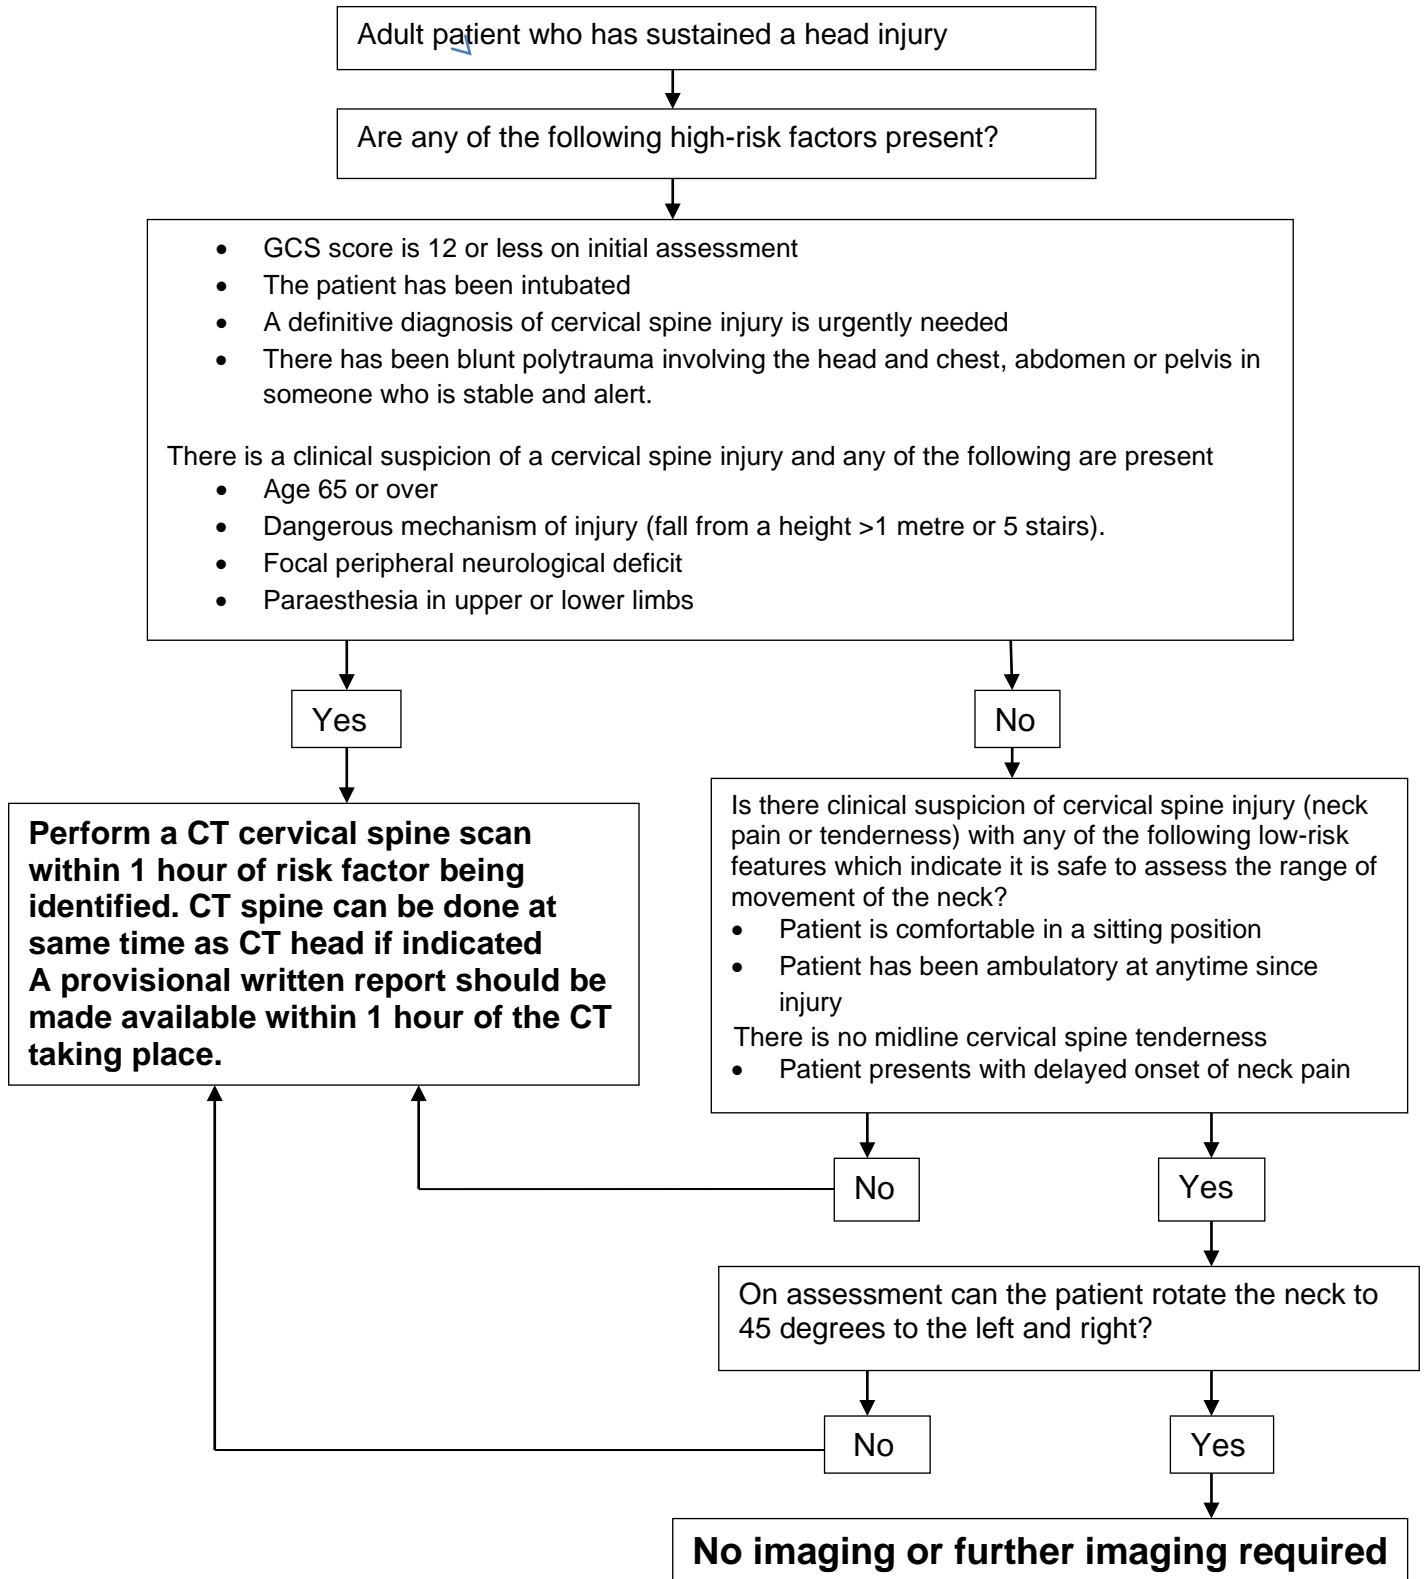 Adult patient who has sustained a head injury
Are any of the following high-risk factors present?
• GCS score is 12 or less on initial assessment
• The patient has been intubated
• A definitive diagnosis of cervical spine injury is urgently needed
• There has been blunt polytrauma involving the head and chest, abdomen or pelvis in
someone who is stable and alert.
There is a clinical suspicion of a cervical spine injury and any of the following are present
• Age 65 or over
• Dangerous mechanism of injury (fall from a height >1 metre or 5 stairs).
• Focal peripheral neurological deficit
• Paraesthesia in upper or lower limbs
Yes
No
Perform a CT cervical spine scan
within 1 hour of risk factor being
identified. CT spine can be done at
same time as CT head if indicated
A provisional written report should be
made available within 1 hour of the CT
taking place.
Is there clinical suspicion of cervical spine injury (neck
pain or tenderness) with any of the following low-risk
features which indicate it is safe to assess the range of
movement of the neck?
• Patient is comfortable in a sitting position
• Patient has been ambulatory at anytime since
injury
There is no midline cervical spine tenderness
• Patient presents with delayed onset of neck pain
No
Yes
On assessment can the patient rotate the neck to
45 degrees to the left and right?
No
Yes
No imaging or further imaging required